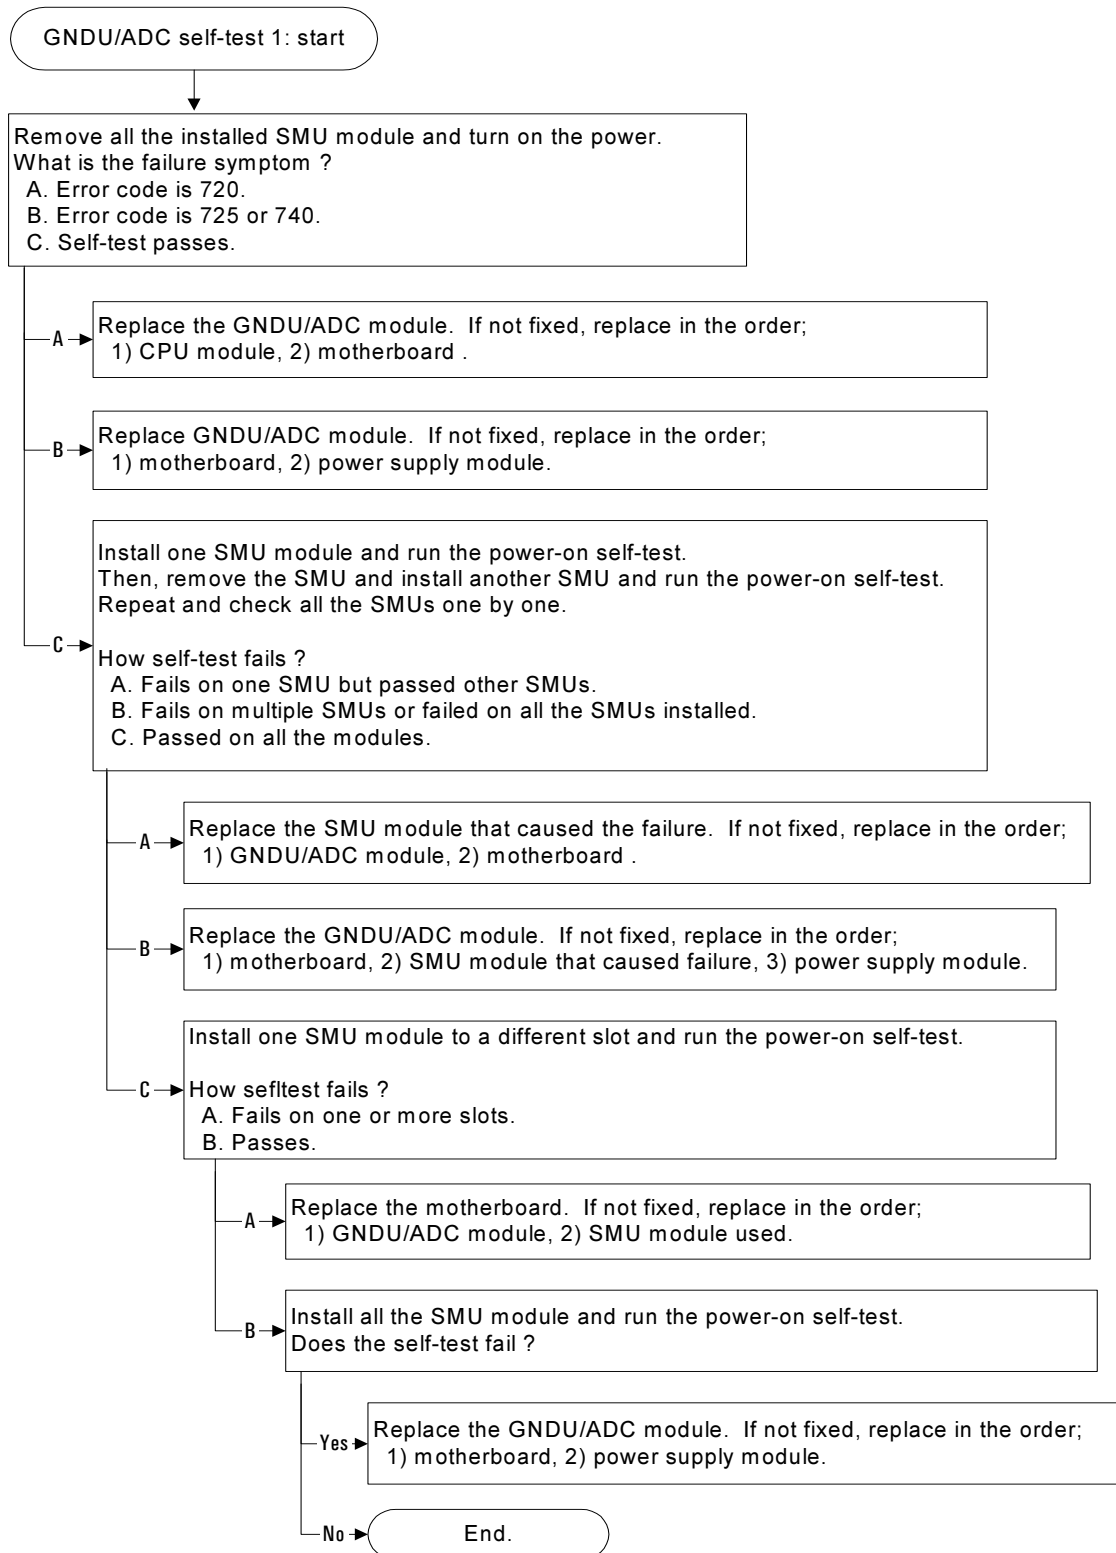 GNDU/ADC self-test 1: start
Remove all the installed SMU module and turn on the power.
What is the failure symptom ?
A. Error code is 720.
B. Error code is 725 or 740.
C. Self-test passes.
A
Replace the GNDU/ADC module. If not fixed, replace in the order;
1) CPU module, 2) motherboard .
B
Replace GNDU/ADC module. If not fixed, replace in the order;
1) motherboard, 2) power supply module.
C
Install one SMU module and run the power-on self-test.
Then, remove the SMU and install another SMU and run the power-on self-test.
Repeat and check all the SMUs one by one.
How self-test fails ?
A. Fails on one SMU but passed other SMUs.
B. Fails on multiple SMUs or failed on all the SMUs installed.
C. Passed on all the modules.
A
Replace the SMU module that caused the failure. If not fixed, replace in the order;
1) GNDU/ADC module, 2) motherboard .
B
Replace the GNDU/ADC module. If not fixed, replace in the order;
1) motherboard, 2) SMU module that caused failure, 3) power supply module.
C
Install one SMU module to a different slot and run the power-on self-test.
How sefltest fails ?
A. Fails on one or more slots.
B. Passes.
A
Replace the motherboard. If not fixed, replace in the order;
1) GNDU/ADC module, 2) SMU module used.
B
Install all the SMU module and run the power-on self-test.
Does the self-test fail ?
Yes
Replace the GNDU/ADC module. If not fixed, replace in the order;
1) motherboard, 2) power supply module.
No
End.